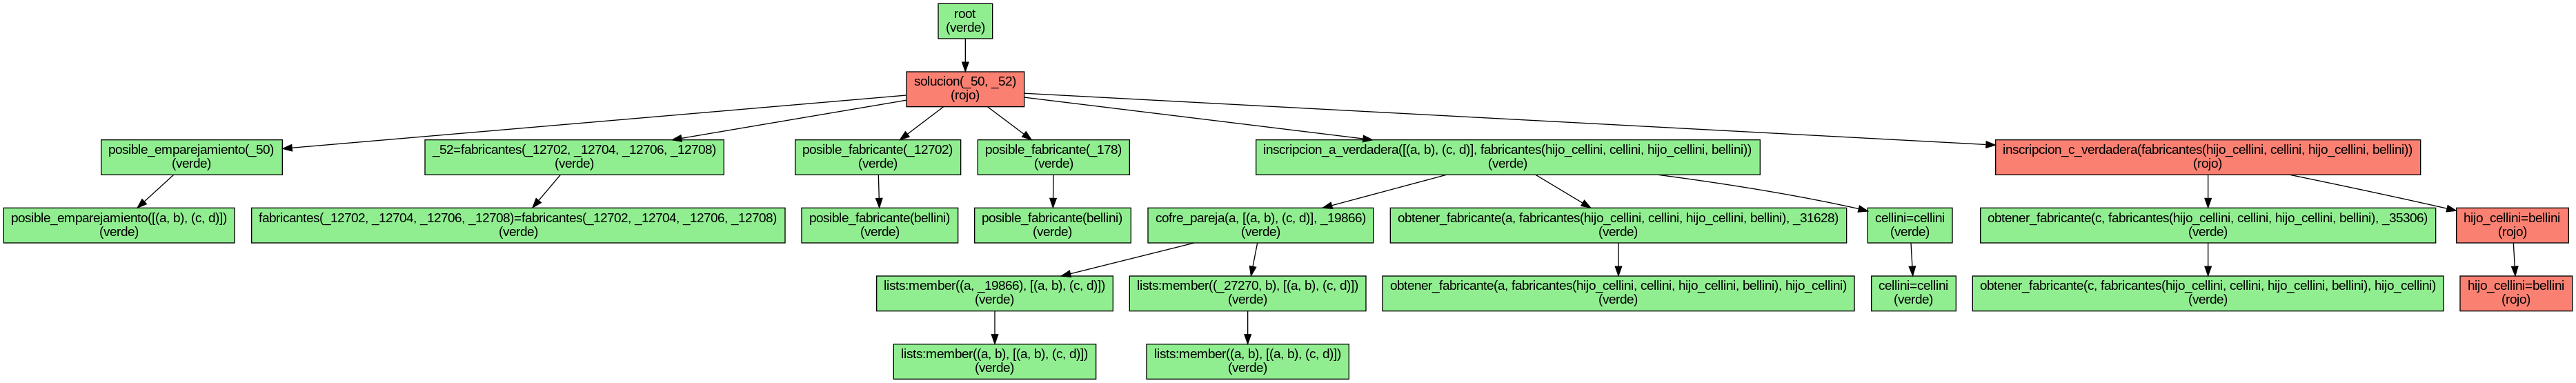 root
(verde)
solucion(_50, _52)
(rojo)
posible_emparejamiento(_50)
(verde)
_52=fabricantes(_12702, _12704, _12706, _12708)
(verde)
posible_fabricante(_12702)
(verde)
posible_fabricante(_178)
(verde)
inscripcion_a_verdadera([(a, b), (c, d)], fabricantes(hijo_cellini, cellini, hijo_cellini, bellini))
(verde)
inscripcion_c_verdadera(fabricantes(hijo_cellini, cellini, hijo_cellini, bellini))
(rojo)
posible_emparejamiento([(a, b), (c, d)])
(verde)
fabricantes(_12702, _12704, _12706, _12708)=fabricantes(_12702, _12704, _12706, _12708)
(verde)
posible_fabricante(bellini)
(verde)
posible_fabricante(bellini)
(verde)
cofre_pareja(a, [(a, b), (c, d)], _19866)
(verde)
obtener_fabricante(a, fabricantes(hijo_cellini, cellini, hijo_cellini, bellini), _31628)
(verde)
cellini=cellini
(verde)
obtener_fabricante(c, fabricantes(hijo_cellini, cellini, hijo_cellini, bellini), _35306)
(verde)
hijo_cellini=bellini
(rojo)
lists:member((a, _19866), [(a, b), (c, d)])
(verde)
lists:member((_27270, b), [(a, b), (c, d)])
(verde)
obtener_fabricante(a, fabricantes(hijo_cellini, cellini, hijo_cellini, bellini), hijo_cellini)
(verde)
cellini=cellini
(verde)
obtener_fabricante(c, fabricantes(hijo_cellini, cellini, hijo_cellini, bellini), hijo_cellini)
(verde)
hijo_cellini=bellini
(rojo)
lists:member((a, b), [(a, b), (c, d)])
(verde)
lists:member((a, b), [(a, b), (c, d)])
(verde)